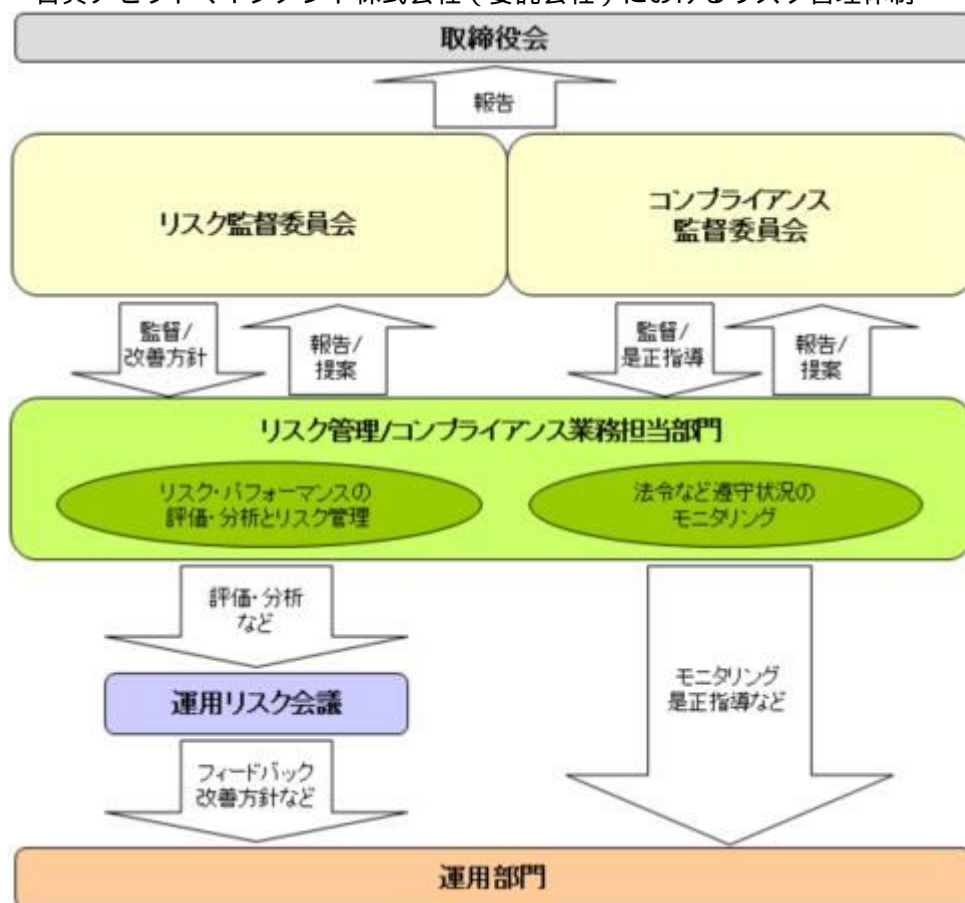 取締役会
報告
リスク監督委員会
コンプライアンス
監督委員会
監督/
改善方針
報告/
提案
監督/
是正指導
報告/
提案
リスク管理/コンプライアンス業務担当部門
リスク・パフォーマンスの
評価・分析とリスク管理
法令など遵守状況の
モニタリング
評価・分析
など
運用リスク会議
モニタリング
是正指導など
フィードバック
改善方針など
運用部門